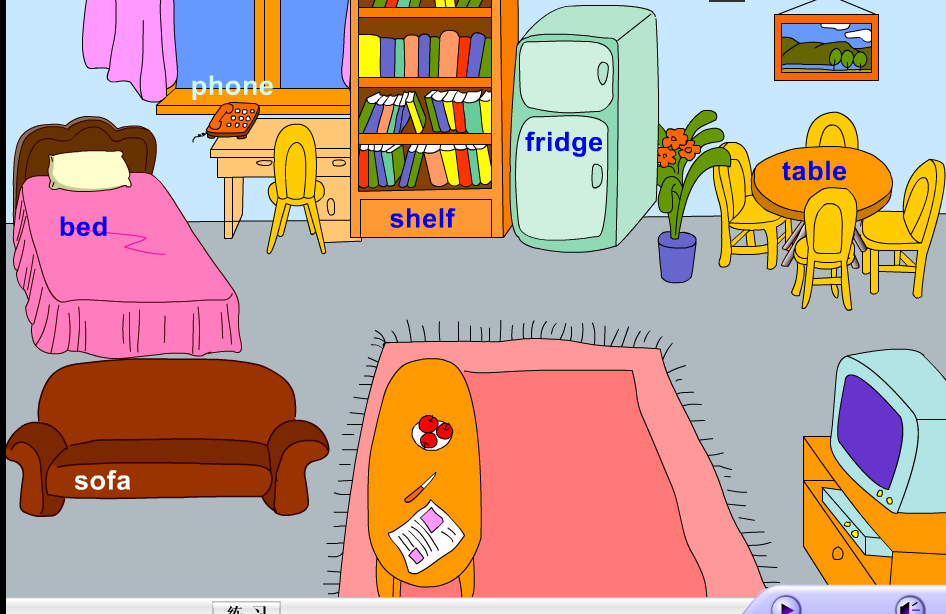 phone
fridge
table
bed
shelf
sofa
练 习